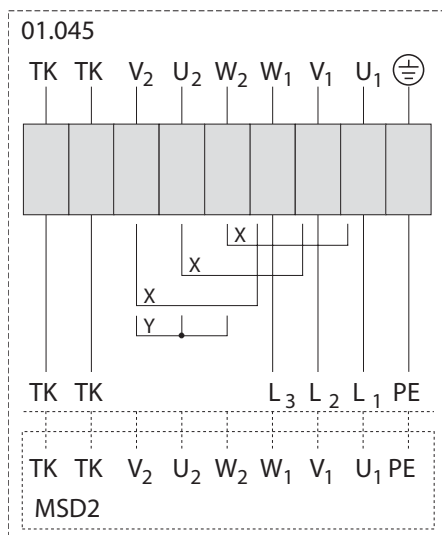 01.045
TK TK V2 U2 W2 W1 V1 U1
X
X
X
Y
TK TK L3 L2 L1 PE
TK TK V2 U2 W2 W1 V1 U1 PE
MSD2